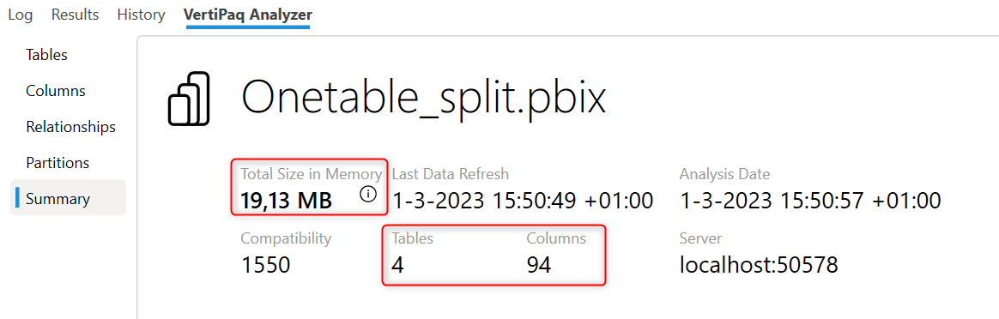 Log Results History VertiPaq Analyzer
Tables
Columns
Relationships
Partitions
Summary
Onetable_split.pbix
Total Size in Memory Last Data Refresh Analysis Date
19,13 MB 1-3-2023 15:50:49 +01:00 1-3-2023 15:50:57 +01:00
Compatibility Tables Columns Server
1550 4 94 localhost:50578